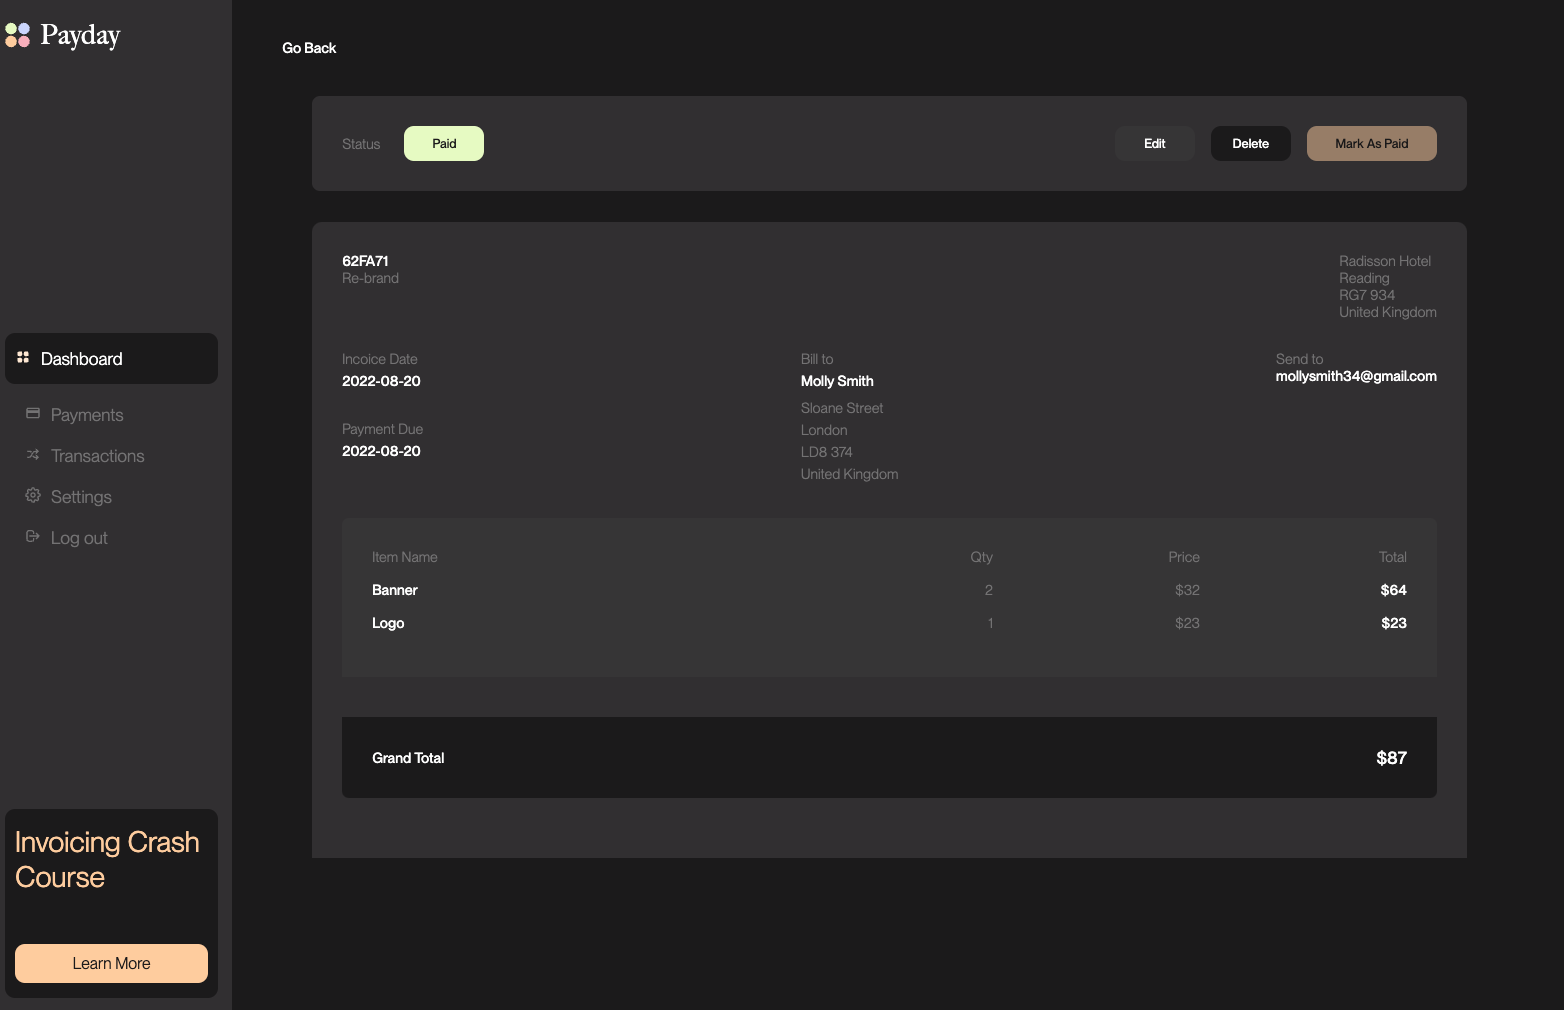 Payday
Go Back
Status
Paid
Edit
Delete
Mark As Paid
62FA71
Re-brand
Radisson Hotel
Reading
RG7 934
United Kingdom
Dashboard
Payments
Transactions
Settings
Log out
Incoice Date
2022-08-20
Payment Due
2022-08-20
Bill to
Molly Smith
Sloane Street
London
LD8 374
United Kingdom
Send to
mollysmith34@gmail.com
Item Name Qty Price Total
Banner 2 $32 $64
Logo 1 $23 $23
Grand Total $87
Invoicing Crash
Course
Learn More